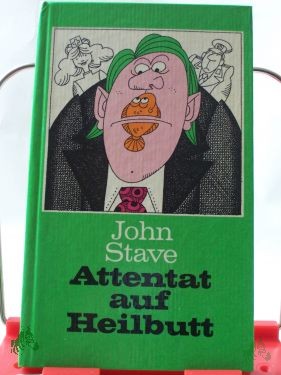 John
Stave
Attentat
auf
Heilbutt